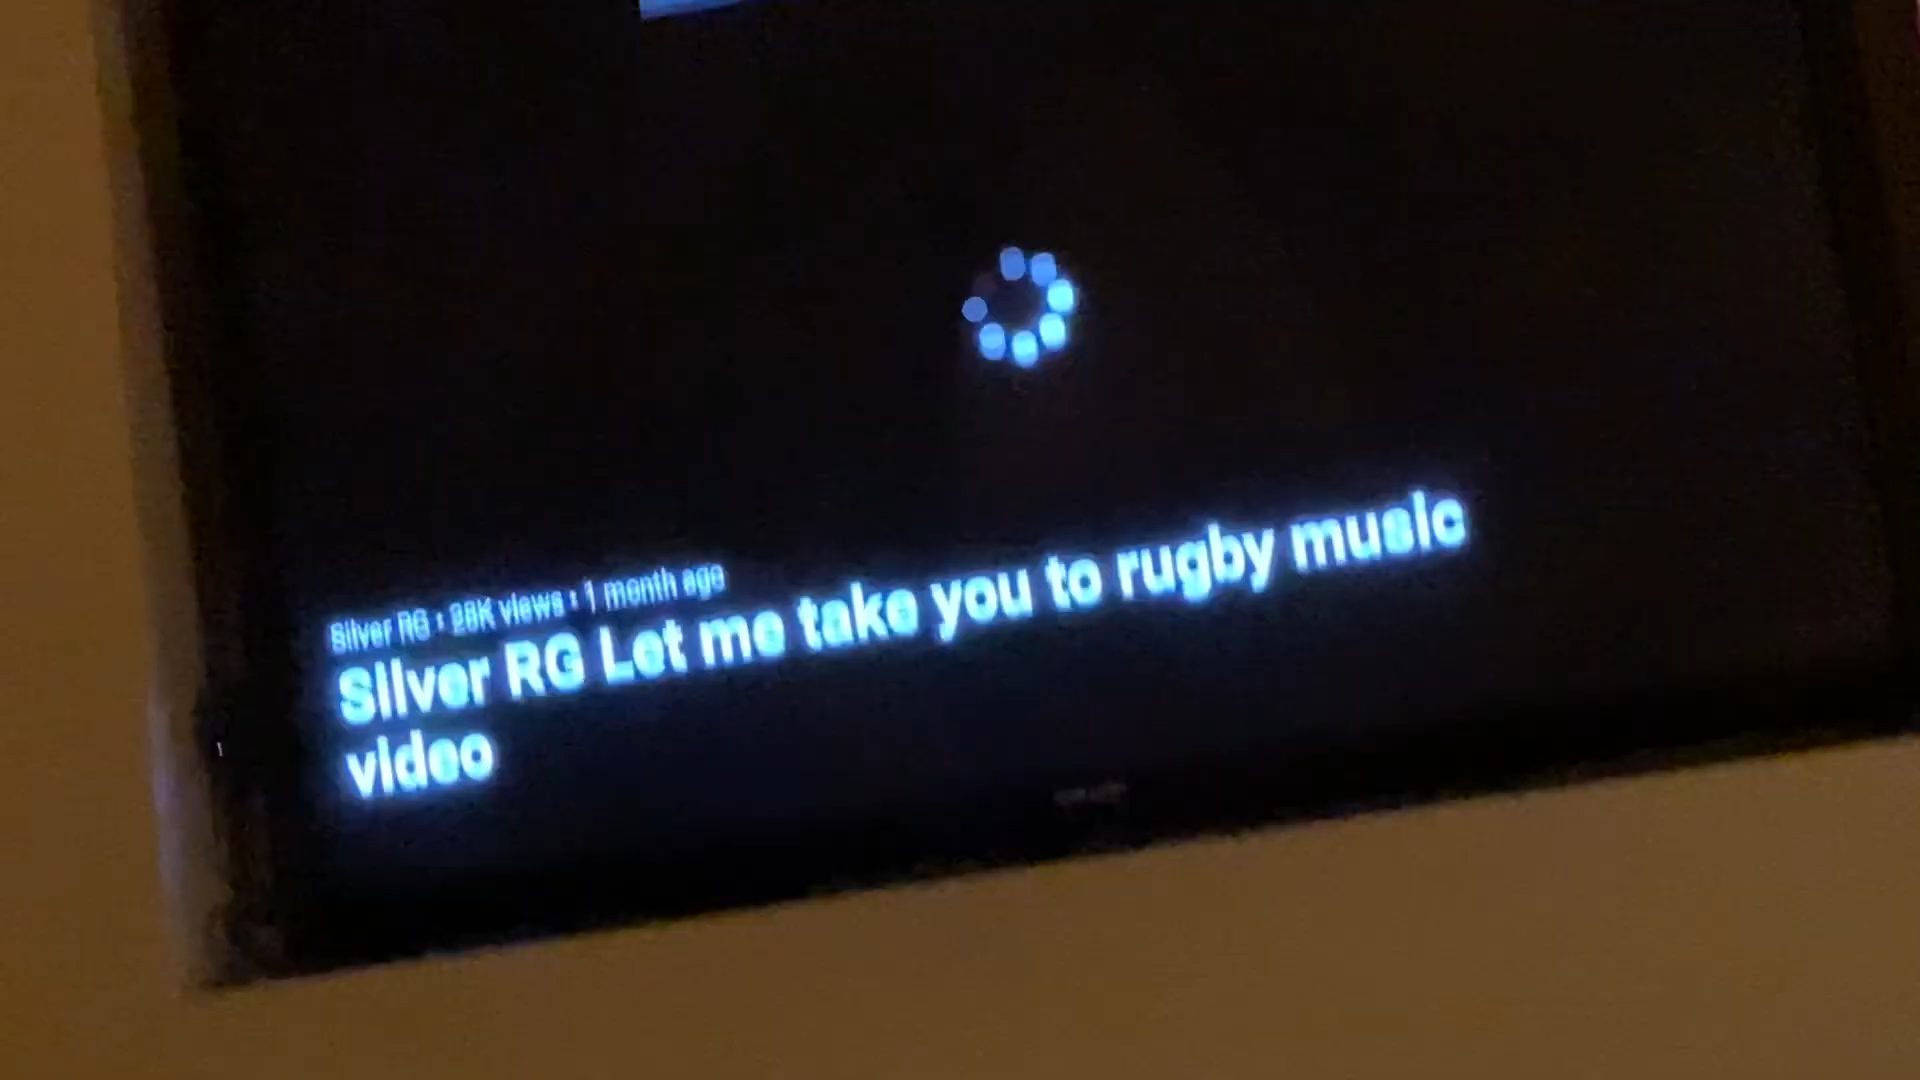 Silver RG • 28K views • 1 month ago
Silver RG Let me take you to rugby music
video